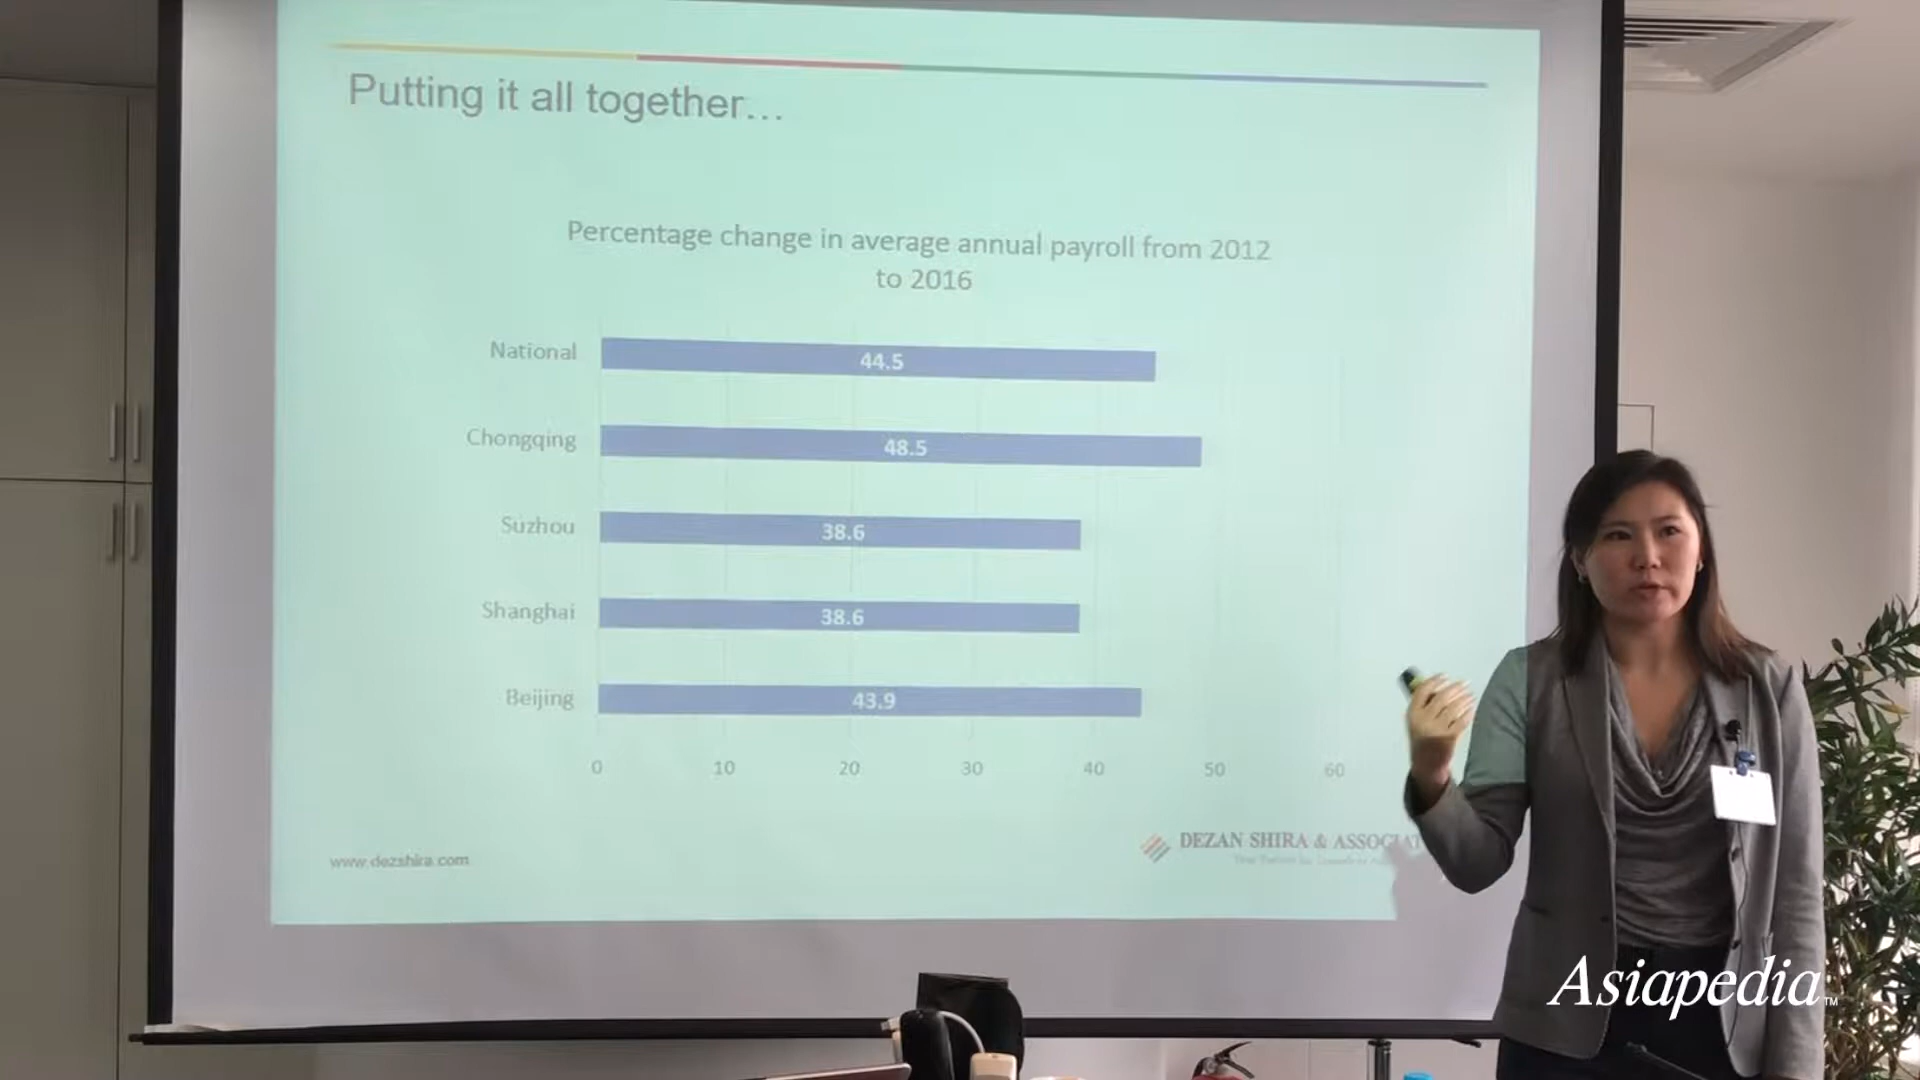 Putting it all together...
Percentage change in average annual payroll from 2012
to 2016
National
44.5
Chongqing
48.5
Suzhou
38.6
Shanghai
38.6
Beijing
43.9
0 10 20 30 40 50 60
www.dezshira.com
DEZAN SHIRA & ASSOCIAT
Asiapedia™